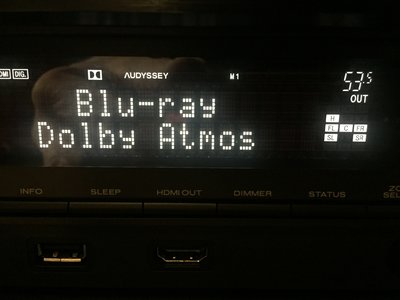 DMI DIG. AUDYSSEY M1 53.5
OUT
Blu-ray
Dolby Atmos
H
FL C FR
SL SR
INFO SLEEP HDMI OUT DIMMER STATUS